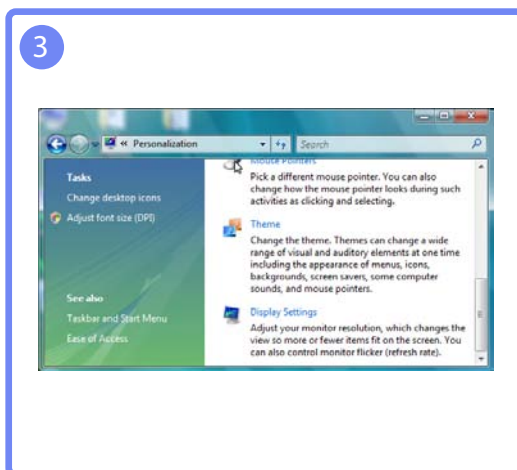 3
« Personalization
Search
Tasks
Change desktop icons
Adjust font size (DPI)
See also
Taskbar and Start Menu
Ease of Access
Mouse Pointers
Pick a different mouse pointer. You can also
change how the mouse pointer looks during such
activities as clicking and selecting.
Theme
Change the theme. Themes can change a wide
range of visual and auditory elements at one time
including the appearance of menus, icons,
backgrounds, screen savers, some computer
sounds, and mouse pointers.
Display Settings
Adjust your monitor resolution, which changes the
view so more or fewer items fit on the screen. You
can also control monitor flicker (refresh rate).